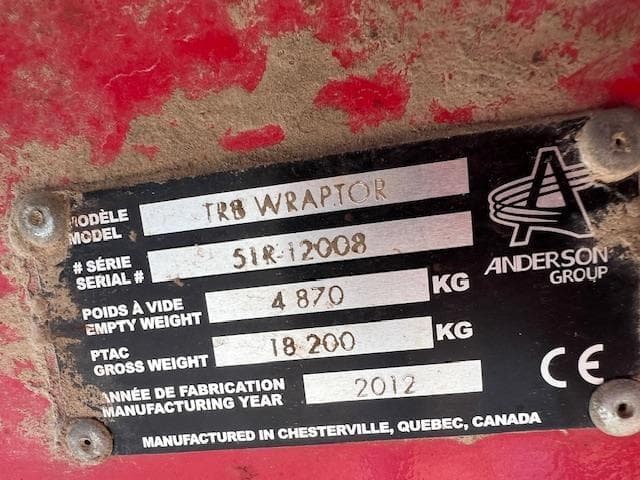 MODÈLE
MODEL
TRB WRAPTOR
# SÉRIE
SERIAL #
51R-12008
POIDS À VIDE
EMPTY WEIGHT
4 870
KG
PTAC
GROSS WEIGHT
18 200
KG
ANNÉE DE FABRICATION
MANUFACTURING YEAR
2012
MANUFACTURED IN CHESTERVILLE, QUEBEC, CANADA
ANDERSON
GROUP
CE